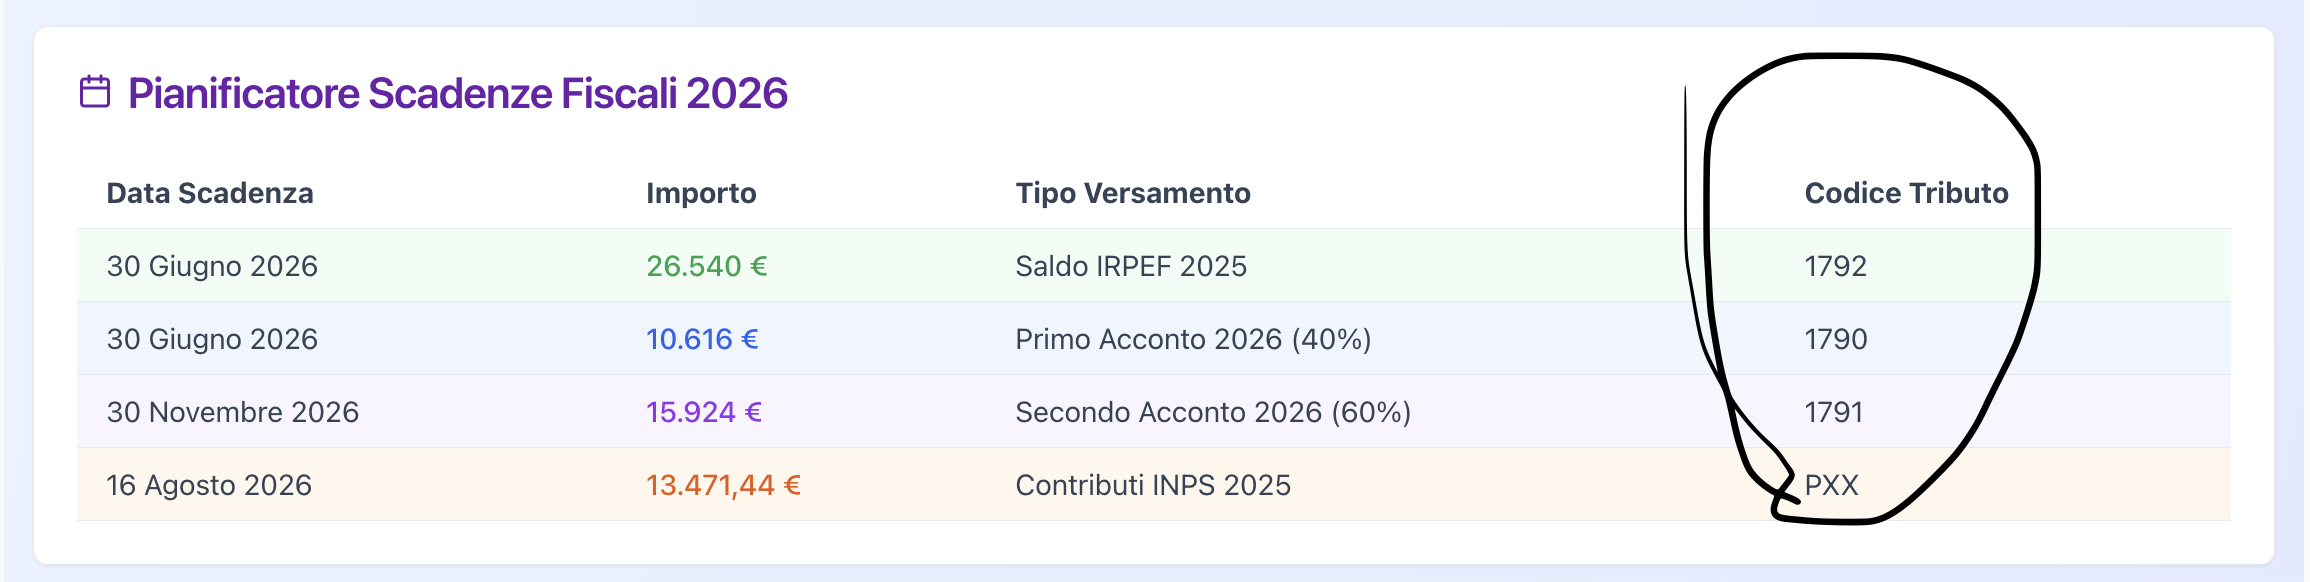 Pianificatore Scadenze Fiscali 2026
Data Scadenza Importo Tipo Versamento Codice Tributo
30 Giugno 2026 26.540 € Saldo IRPEF 2025 1792
30 Giugno 2026 10.616 € Primo Acconto 2026 (40%) 1790
30 Novembre 2026 15.924 € Secondo Acconto 2026 (60%) 1791
16 Agosto 2026 13.471,44 € Contributi INPS 2025 PXX